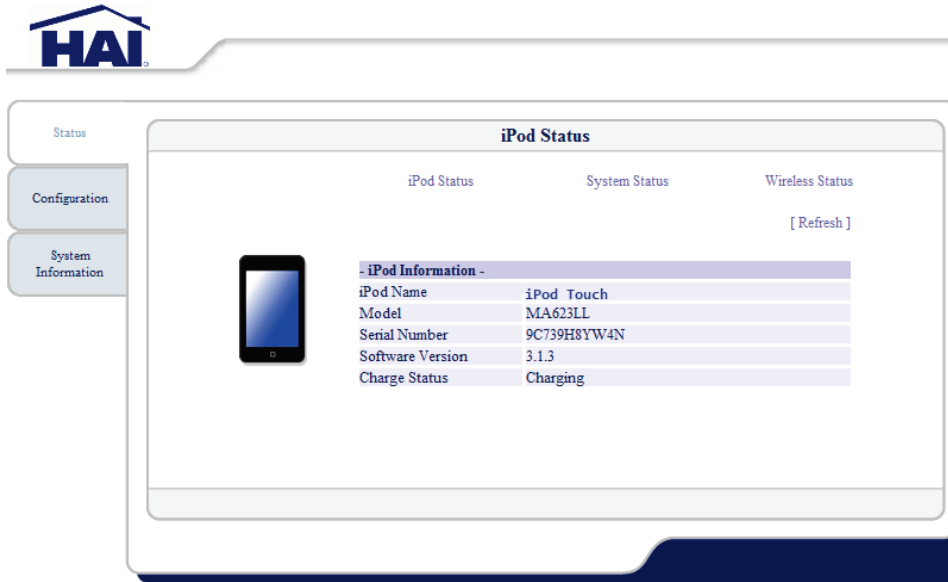 HAI
Status
iPod Status
iPod Status System Status Wireless Status
Configuration
[ Refresh ]
System
Information
- iPod Information -
iPod Name iPod Touch
Model MA623LL
Serial Number 9C739H8YW4N
Software Version 3.1.3
Charge Status Charging